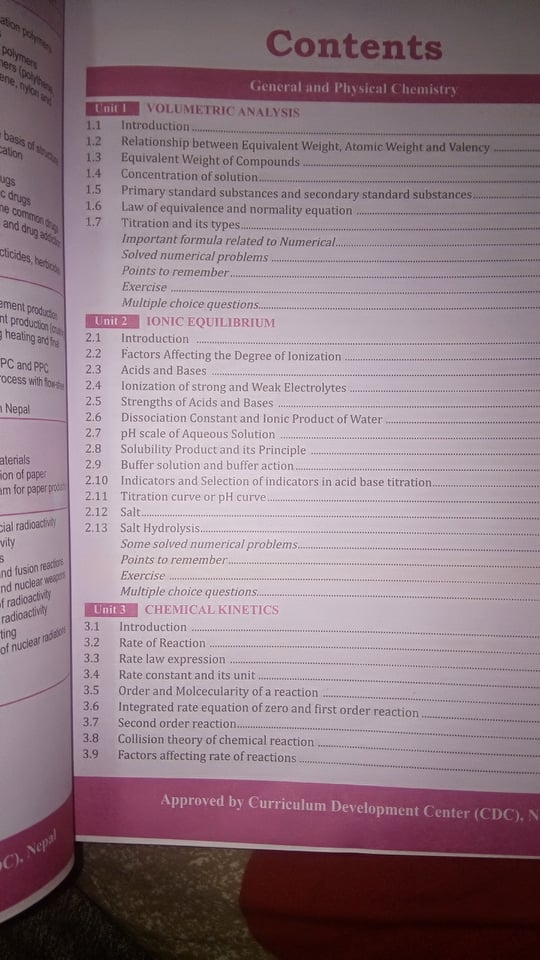 ation polymers
polymers
ners (polythene,
ene, nylon and
basis of structure
cation
ugs
c drugs
ne common drugs
and drug addiction
cticides, herbicides
ement production
nt production
g heating and final
PC and PPC
rocess with flow-sheet
n Nepal
aterials
ion of paper
am for paper production
cial radioactivity
vity
s
nd fusion reactions
nd nuclear weapons
f radioactivity
radioactivity
ting
of nuclear radiations
DC), Nepal
Contents
General and Physical Chemistry
Unit 1 VOLUMETRIC ANALYSIS
1.1 Introduction
1.2 Relationship between Equivalent Weight, Atomic Weight and Valency
1.3 Equivalent Weight of Compounds
1.4 Concentration of solution
1.5 Primary standard substances and secondary standard substances
1.6 Law of equivalence and normality equation
1.7 Titration and its types
Important formula related to Numerical
Solved numerical problems
Points to remember
Exercise
Multiple choice questions
Unit 2 IONIC EQUILIBRIUM
2.1 Introduction
2.2 Factors Affecting the Degree of Ionization
2.3 Acids and Bases
2.4 Ionization of strong and Weak Electrolytes
2.5 Strengths of Acids and Bases
2.6 Dissociation Constant and Ionic Product of Water
2.7 pH scale of Aqueous Solution
2.8 Solubility Product and its Principle
2.9 Buffer solution and buffer action
2.10 Indicators and Selection of indicators in acid base titration
2.11 Titration curve or pH curve
2.12 Salt
2.13 Salt Hydrolysis
Some solved numerical problems
Points to remember
Exercise
Multiple choice questions
Unit 3 CHEMICAL KINETICS
3.1 Introduction
3.2 Rate of Reaction
3.3 Rate law expression
3.4 Rate constant and its unit
3.5 Order and Molcecularity of a reaction
3.6 Integrated rate equation of zero and first order reaction
3.7 Second order reaction
3.8 Collision theory of chemical reaction
3.9 Factors affecting rate of reactions
Approved by Curriculum Development Center (CDC), N